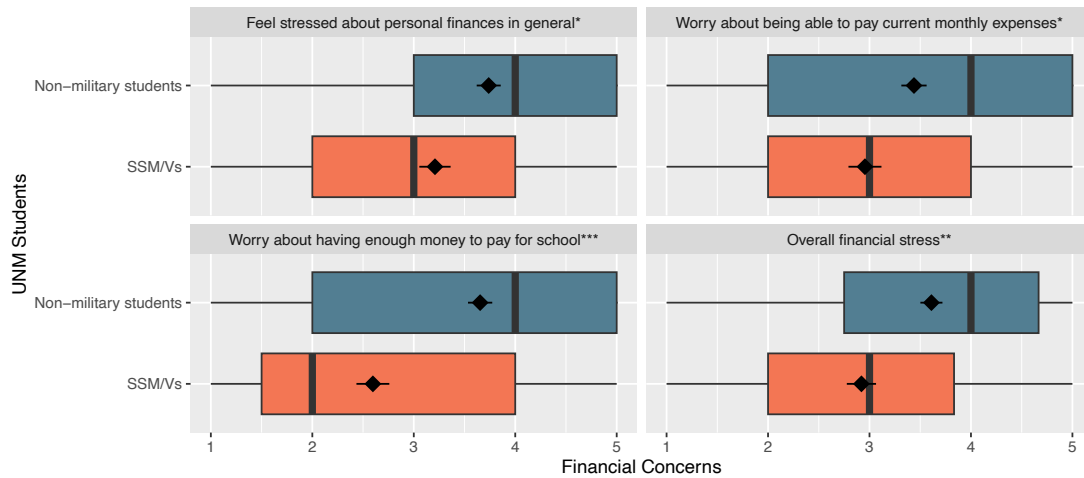 Feel stressed about personal finances in general*
Worry about being able to pay current monthly expenses*
Non−military students
SSM/Vs
Worry about having enough money to pay for school***
Overall financial stress**
Non−military students
SSM/Vs
1 2 3 4 5
1 2 3 4 5
Financial Concerns
UNM Students